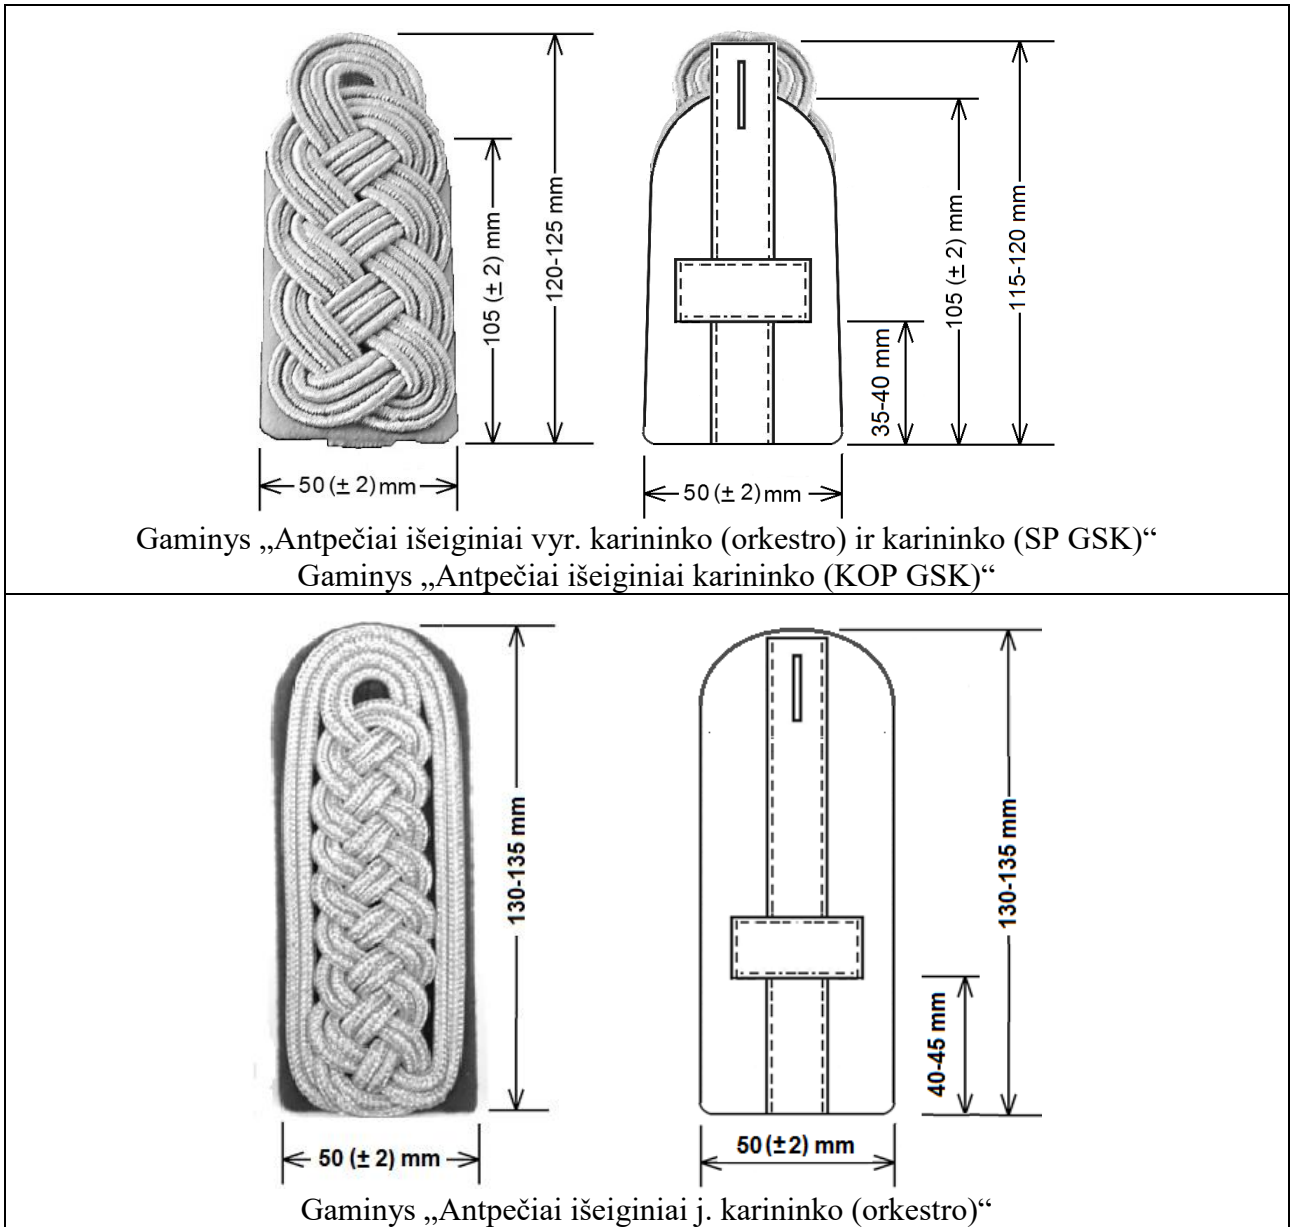 105 (± 2) mm
120-125 mm
50 (± 2) mm
35-40 mm
105 (± 2) mm
115-120 mm
50 (± 2) mm
Gaminys „Antpečiai išeiginiai vyr. karininko (orkestro) ir karininko (SP GSK)“
Gaminys „Antpečiai išeiginiai karininko (KOP GSK)“
130-135 mm
50 (± 2) mm
40-45 mm
130-135 mm
50 (±2) mm
Gaminys „Antpečiai išeiginiai j. karininko (orkestro)“